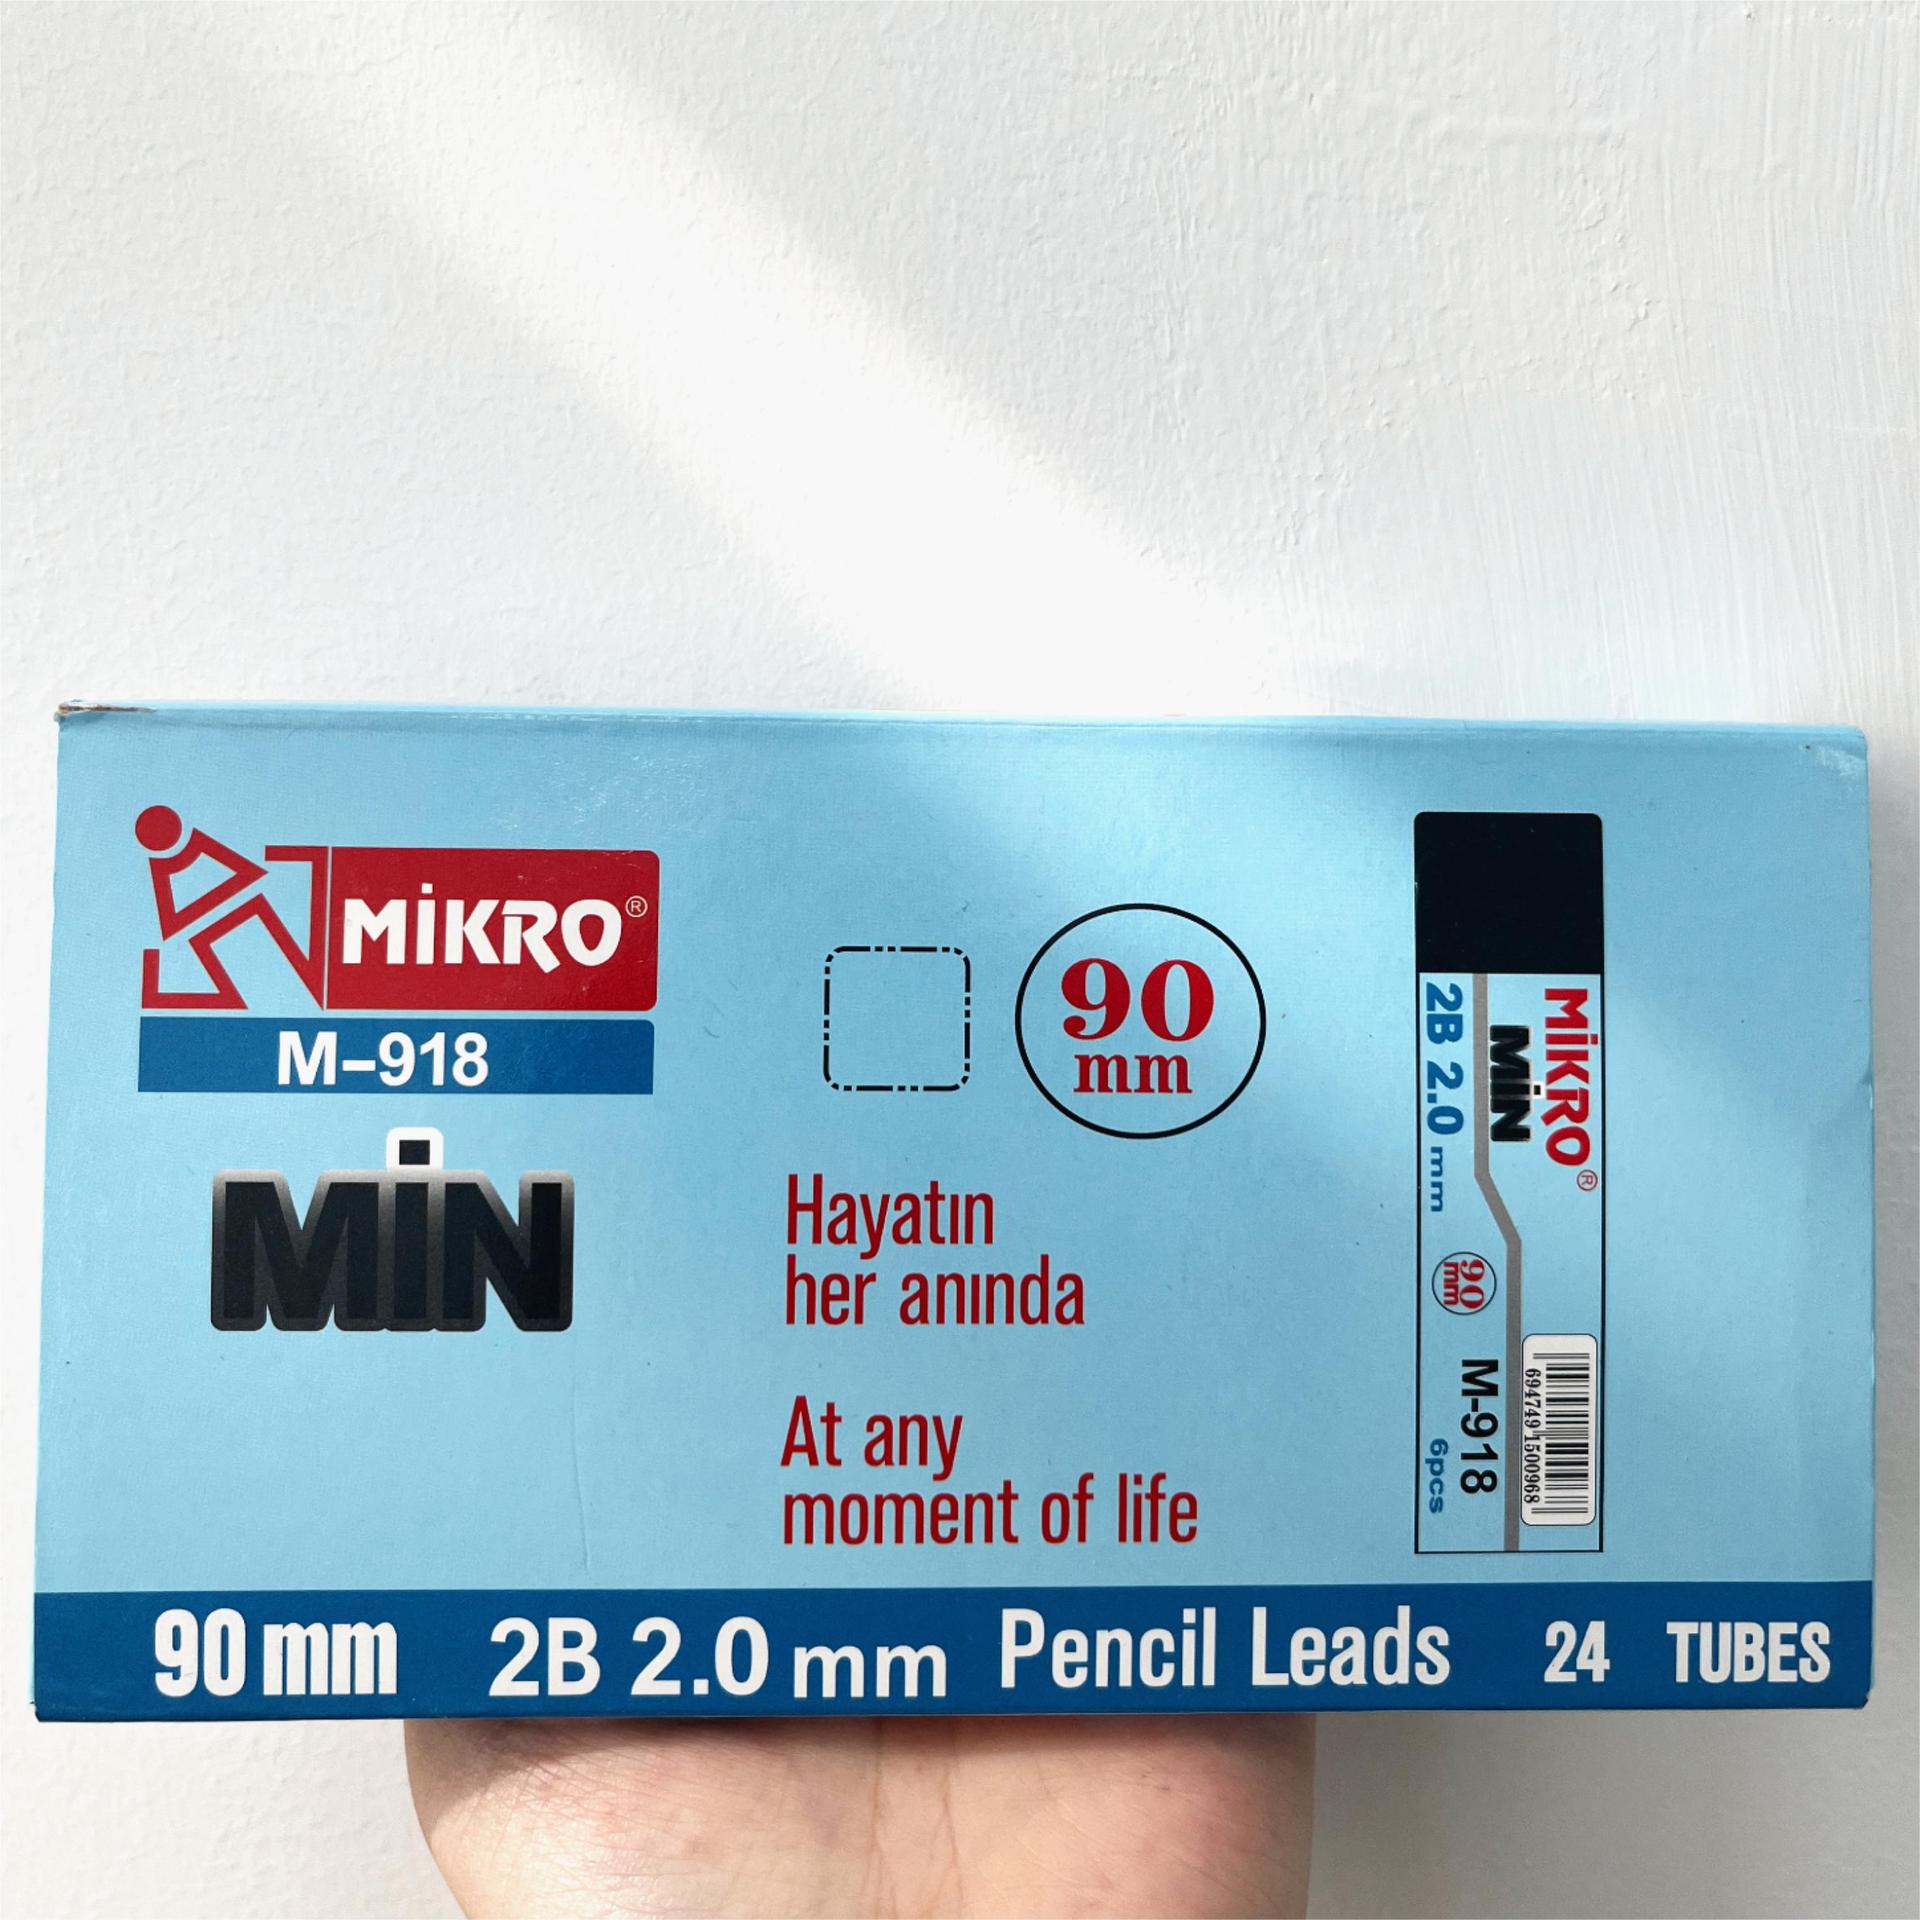 MİKRO®
M-918
MİN
90
mm
Hayatın
her anında
At any
moment of life
MİKRO®
MİN
2B 2.0 mm
90
mm
M-918
6pcs
6947491500968
90 mm 2B 2.0 mm Pencil Leads 24 TUBES